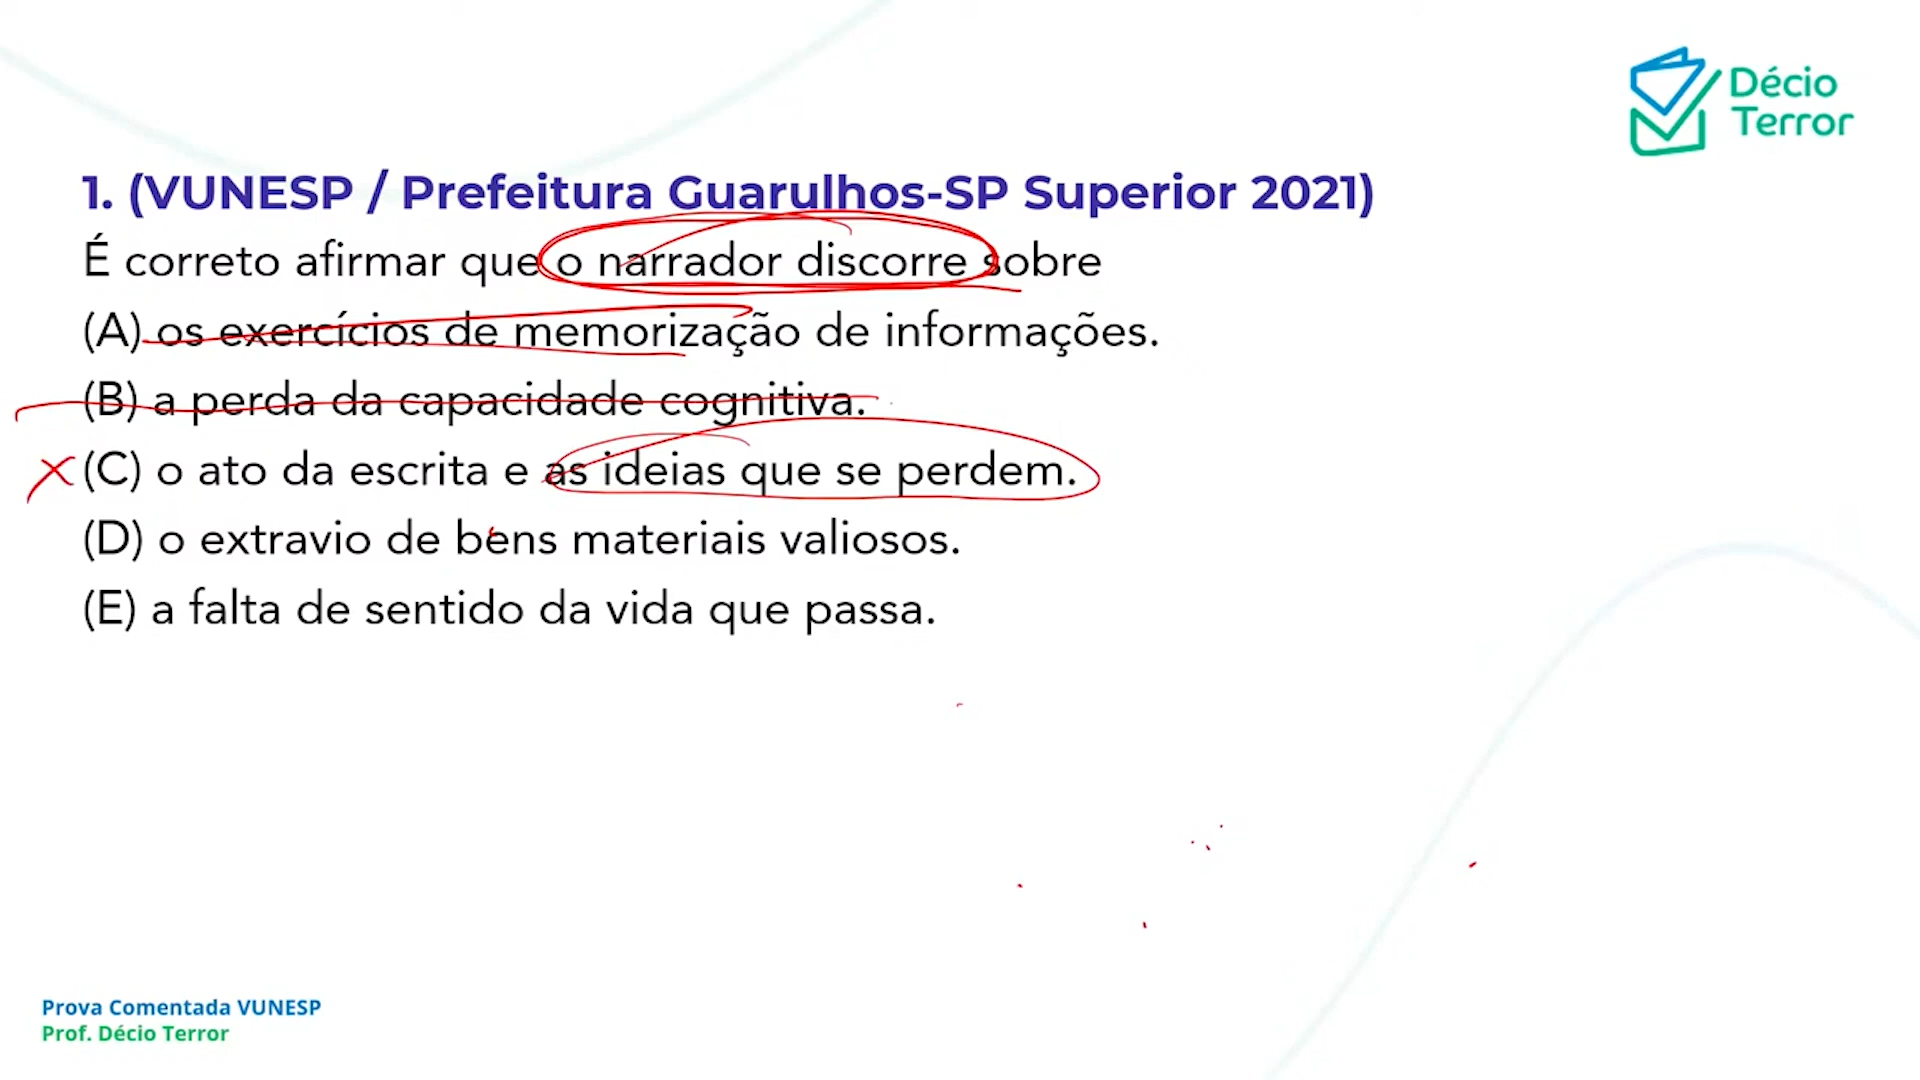 Décio
Terror
1. (VUNESP / Prefeitura Guarulhos-SP Superior 2021)
É correto afirmar que o narrador discorre sobre
(A) os exercícios de memorização de informações.
(B) a perda da capacidade cognitiva.
(C) o ato da escrita e as ideias que se perdem.
(D) o extravio de bens materiais valiosos.
(E) a falta de sentido da vida que passa.
Prova Comentada VUNESP
Prof. Décio Terror